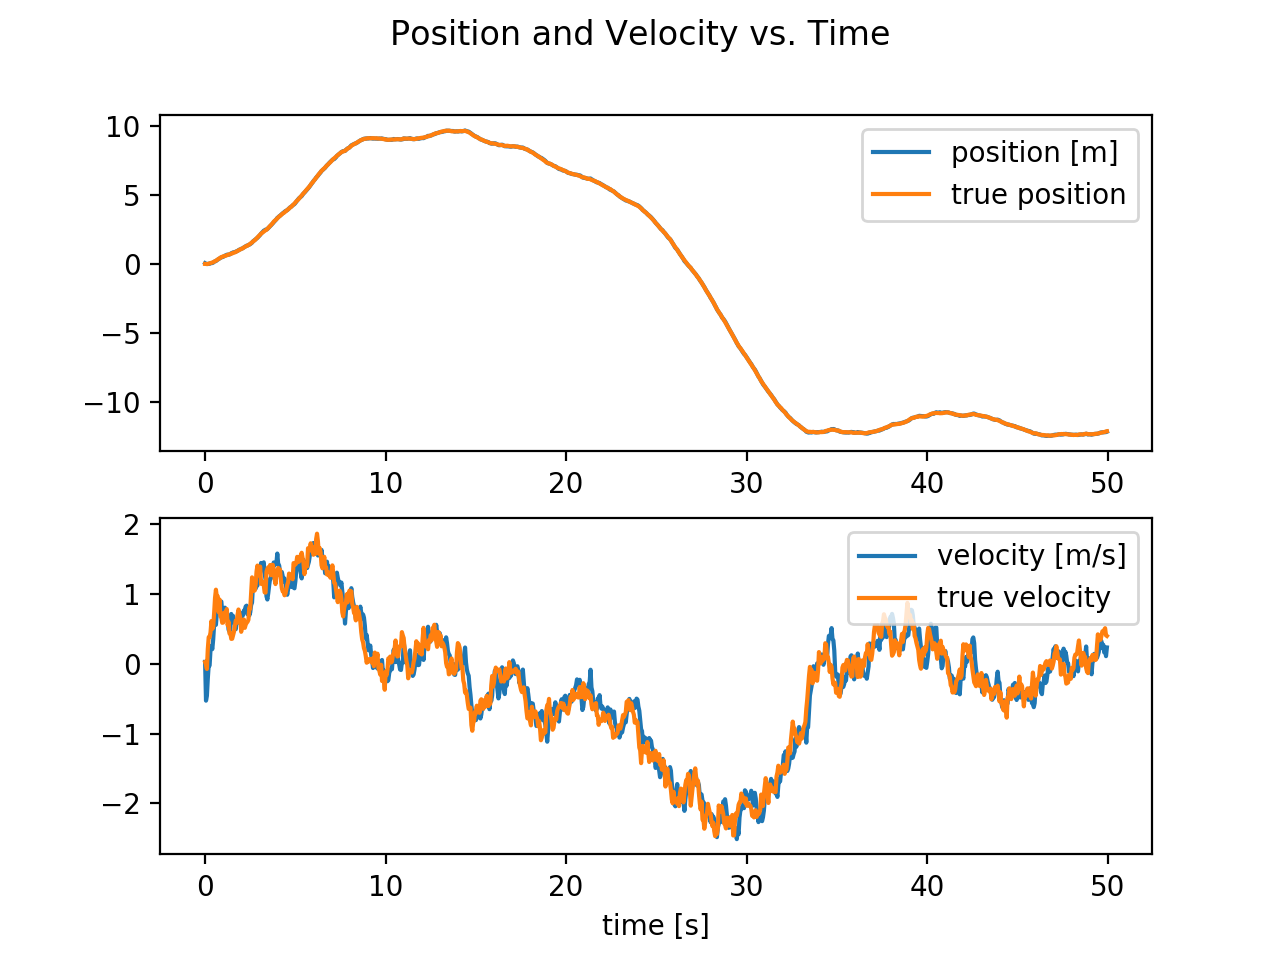 Position and Velocity vs. Time
10
5
0
−5
−10
position [m]
true position
0 10 20 30 40 50
2
1
0
−1
−2
velocity [m/s]
true velocity
0 10 20 30 40 50
time [s]